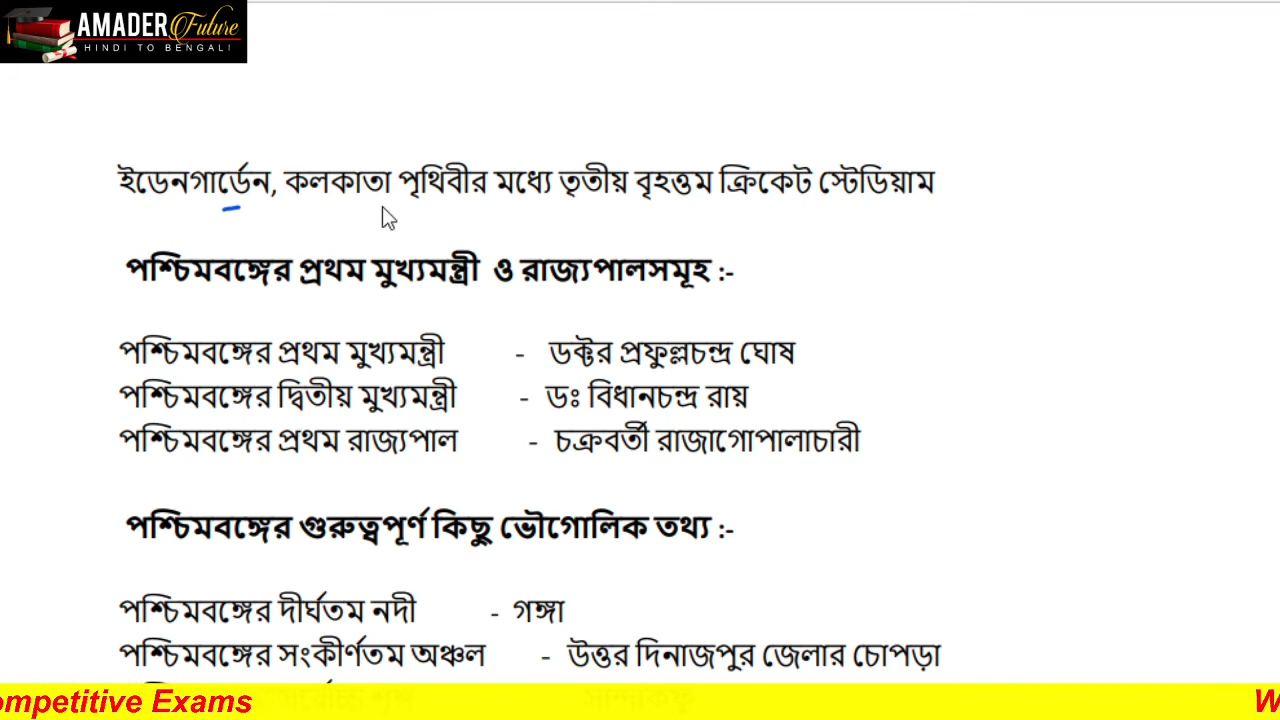 AMADER Future
HINDI TO BENGALI
ইডেনগার্ডেন, কলকাতা পৃথিবীর মধ্যে তৃতীয় বৃহত্তম ক্রিকেট স্টেডিয়াম
পশ্চিমবঙ্গের প্রথম মুখ্যমন্ত্রী ও রাজ্যপালসমূহ :-
পশ্চিমবঙ্গের প্রথম মুখ্যমন্ত্রী - ডক্টর প্রফুল্লচন্দ্র ঘোষ
পশ্চিমবঙ্গের দ্বিতীয় মুখ্যমন্ত্রী - ডঃ বিধানচন্দ্র রায়
পশ্চিমবঙ্গের প্রথম রাজ্যপাল - চক্রবর্তী রাজাগোপালাচারী
পশ্চিমবঙ্গের গুরুত্বপূর্ণ কিছু ভৌগোলিক তথ্য :-
পশ্চিমবঙ্গের দীর্ঘতম নদী - গঙ্গা
পশ্চিমবঙ্গের সংকীর্ণতম অঞ্চল - উত্তর দিনাজপুর জেলার চোপড়া
ompetitive Exams W